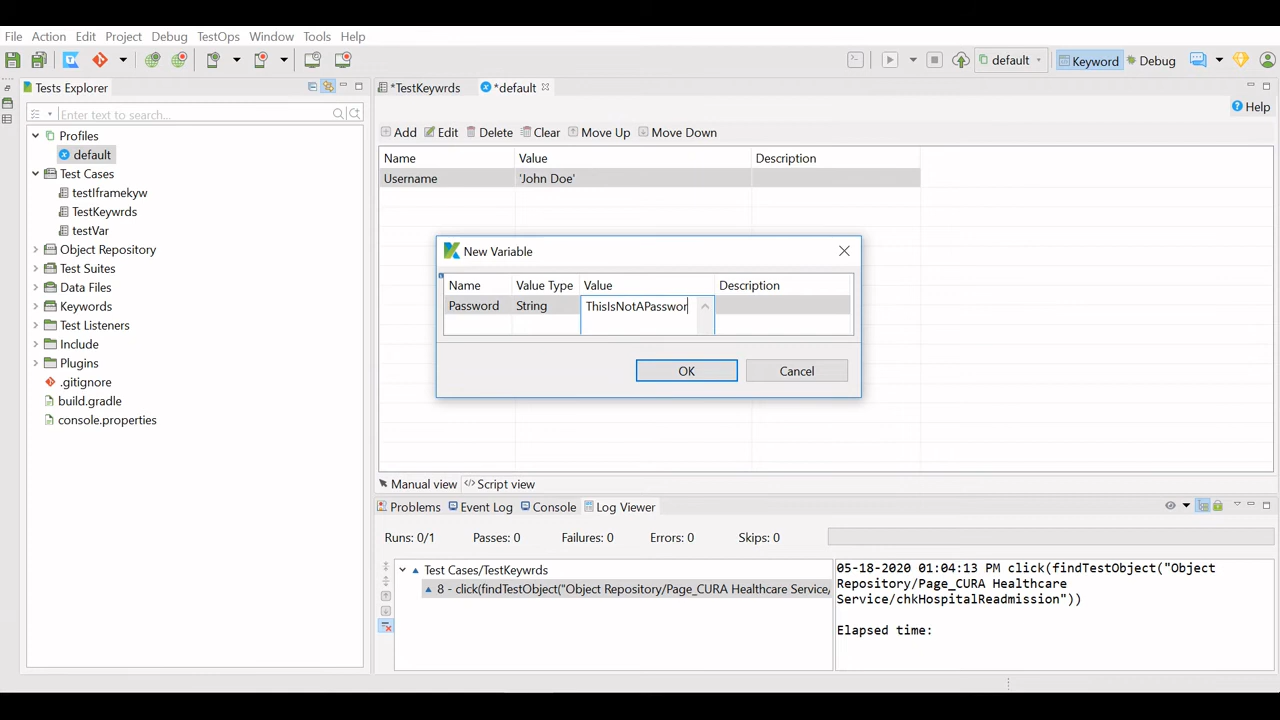 File Action Edit Project Debug TestOps Window Tools Help
default Keyword Debug
Tests Explorer
Enter text to search...
Profiles
default
Test Cases
testIframekyw
TestKeywrds
testVar
Object Repository
Test Suites
Data Files
Keywords
Test Listeners
Include
Plugins
.gitignore
build.gradle
console.properties
*TestKeywrds *default
Help
Add Edit Delete Clear Move Up Move Down
Name Value Description
Username 'John Doe'
New Variable
Name Value Type Value Description
Password String ThisIsNotAPasswor
OK Cancel
Manual view Script view
Problems Event Log Console Log Viewer
Runs: 0/1 Passes: 0 Failures: 0 Errors: 0 Skips: 0
Test Cases/TestKeywrds
8 - click(findTestObject("Object Repository/Page_CURA Healthcare Service/
05-18-2020 01:04:13 PM click(findTestObject("Object
Repository/Page_CURA Healthcare
Service/chkHospitalReadmission"))
Elapsed time: